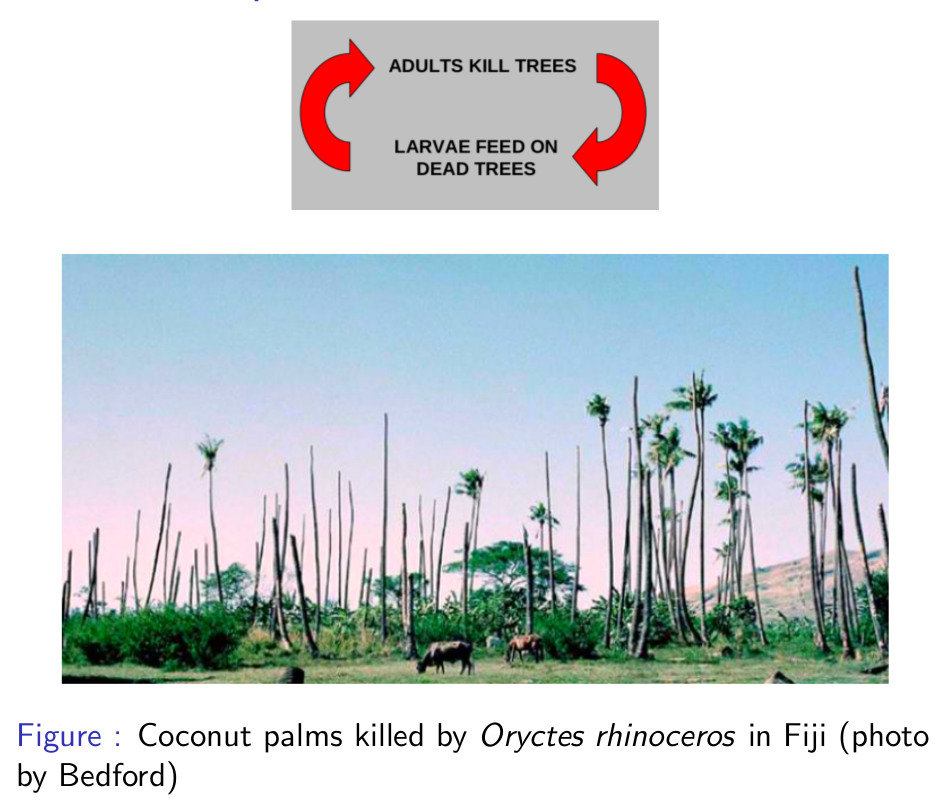 ADULTS KILL TREES
LARVAE FEED ON
DEAD TREES
Figure : Coconut palms killed by Oryctes rhinoceros in Fiji (photo
by Bedford)